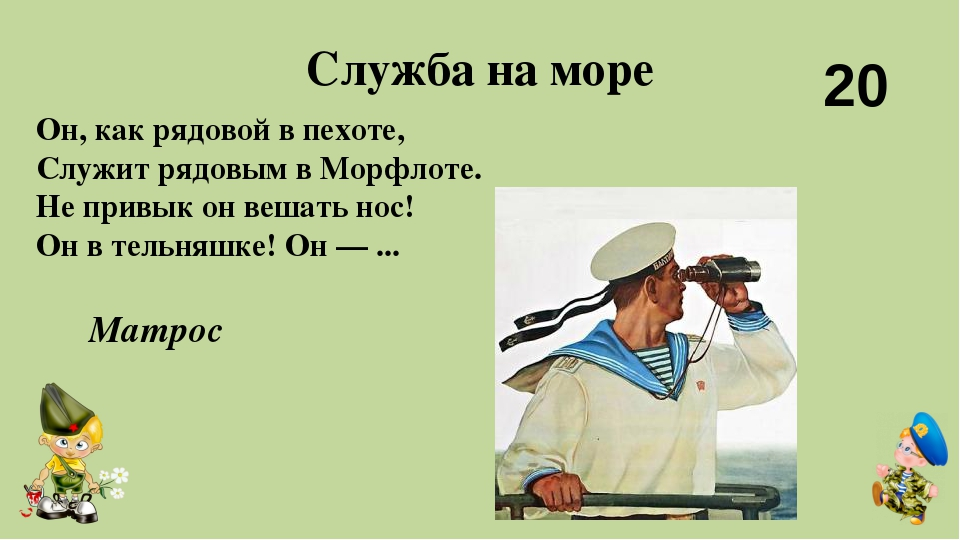 Служба на море
20
Он, как рядовой в пехоте,
Служит рядовым в Морфлоте.
Не привык он вешать нос!
Он в тельняшке! Он — ...
Матрос